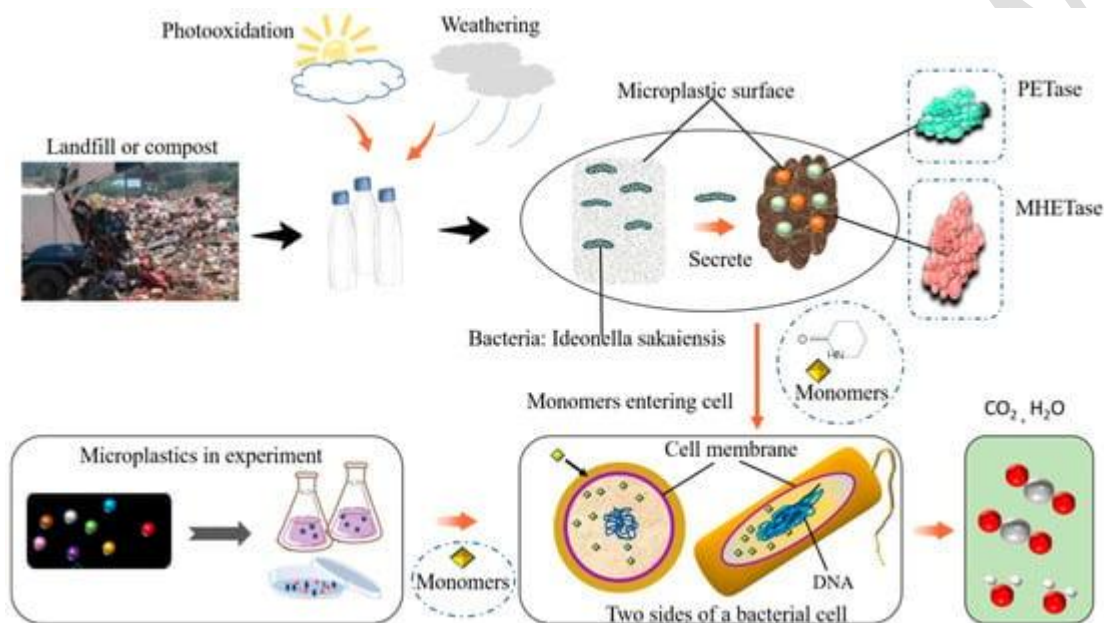 Photooxidation
Weathering
Landfill or compost
Microplastic surface
PETase
MHETase
Secrete
Bacteria: Ideonella sakaiensis
O
HN
Monomers
Monomers entering cell
CO2 , H2O
Microplastics in experiment
Cell membrane
Monomers
DNA
Two sides of a bacterial cell